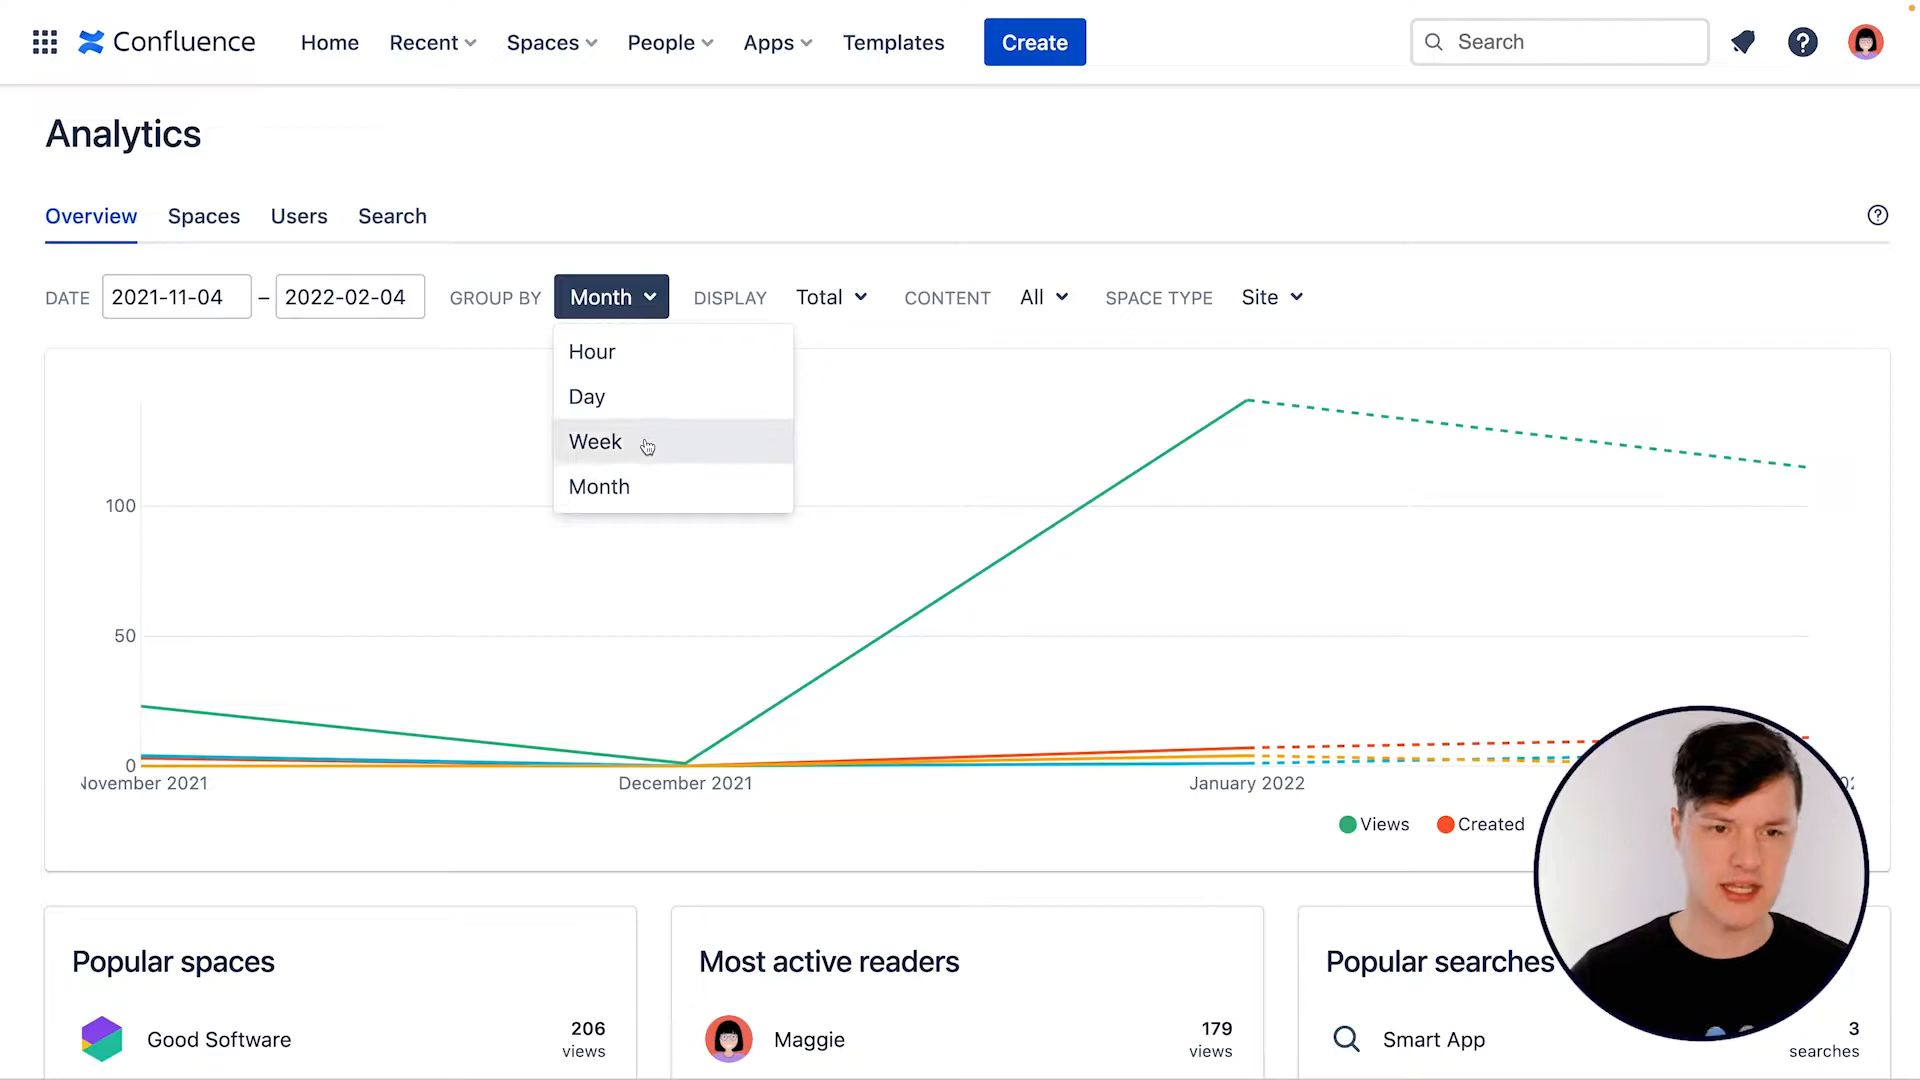 Confluence Home Recent Spaces People Apps Templates Create Search
Analytics
Overview Spaces Users Search
DATE 2021-11-04 – 2022-02-04 GROUP BY Month DISPLAY Total CONTENT All SPACE TYPE Site
Hour
Day
Week
Month
100
50
0
November 2021 December 2021 January 2022
Views Created
Popular spaces
Good Software 206
views
Most active readers
Maggie 179
views
Popular searches
Smart App 3
searches